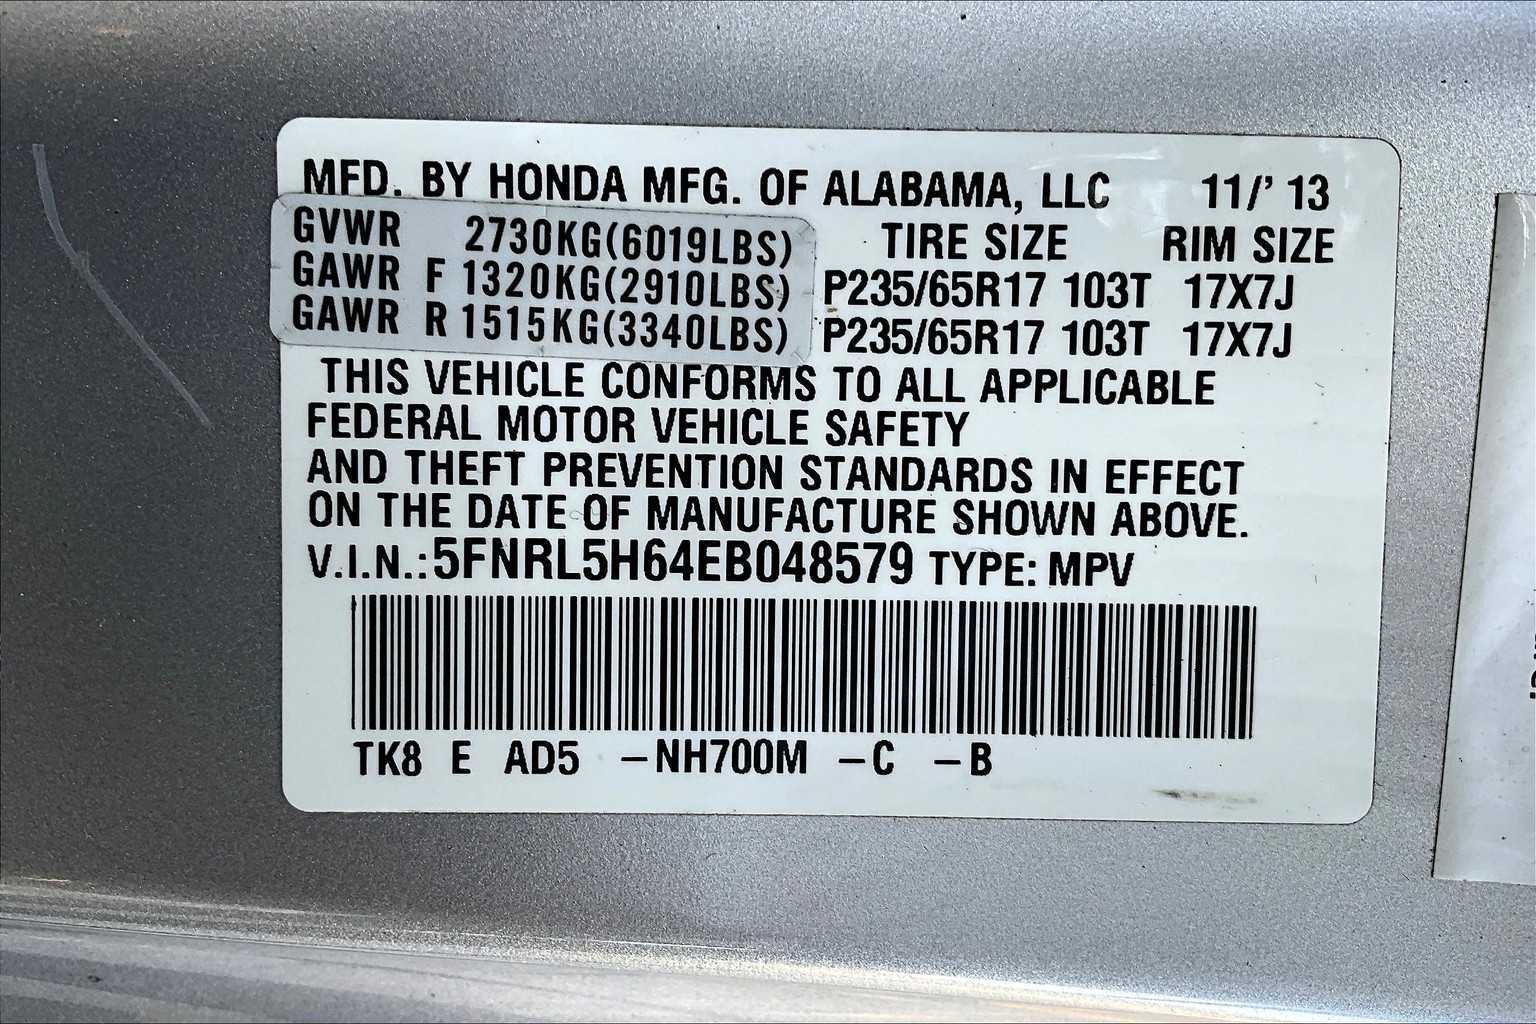 MFD. BY HONDA MFG. OF ALABAMA, LLC 11/' 13
GVWR 2730KG(6019LBS) TIRE SIZE RIM SIZE
GAWR F 1320KG(2910LBS) P235/65R17 103T 17X7J
GAWR R 1515KG(3340LBS) P235/65R17 103T 17X7J
THIS VEHICLE CONFORMS TO ALL APPLICABLE
FEDERAL MOTOR VEHICLE SAFETY
AND THEFT PREVENTION STANDARDS IN EFFECT
ON THE DATE OF MANUFACTURE SHOWN ABOVE.
V.I.N.:5FNRL5H64EB048579 TYPE: MPV
TK8 E AD5 –NH700M –C –B